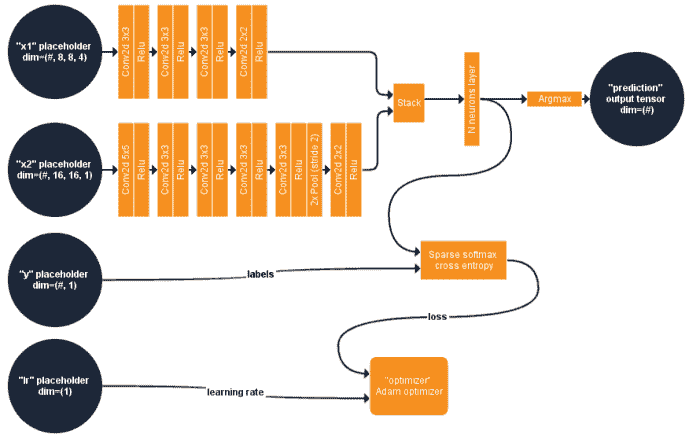 "x1" placeholder
dim=(#, 8, 8, 4)
Conv2d 3x3
Relu
Conv2d 3x3
Relu
Conv2d 3x3
Relu
Conv2d 2x2
Relu
"x2" placeholder
dim=(#, 16, 16, 1)
Conv2d 5x5
Relu
Conv2d 3x3
Relu
Conv2d 3x3
Relu
Conv2d 3x3
Relu
Conv2d 3x3
Relu
2x Pool (stride 2)
Conv2d 2x2
Relu
Stack
N neurons layer
Argmax
"prediction"
output tensor
dim=(#)
"y" placeholder
dim=(#, 1)
labels
Sparse softmax
cross entropy
loss
"lr" placeholder
dim=(1)
learning rate
"optimizer"
Adam optimizer